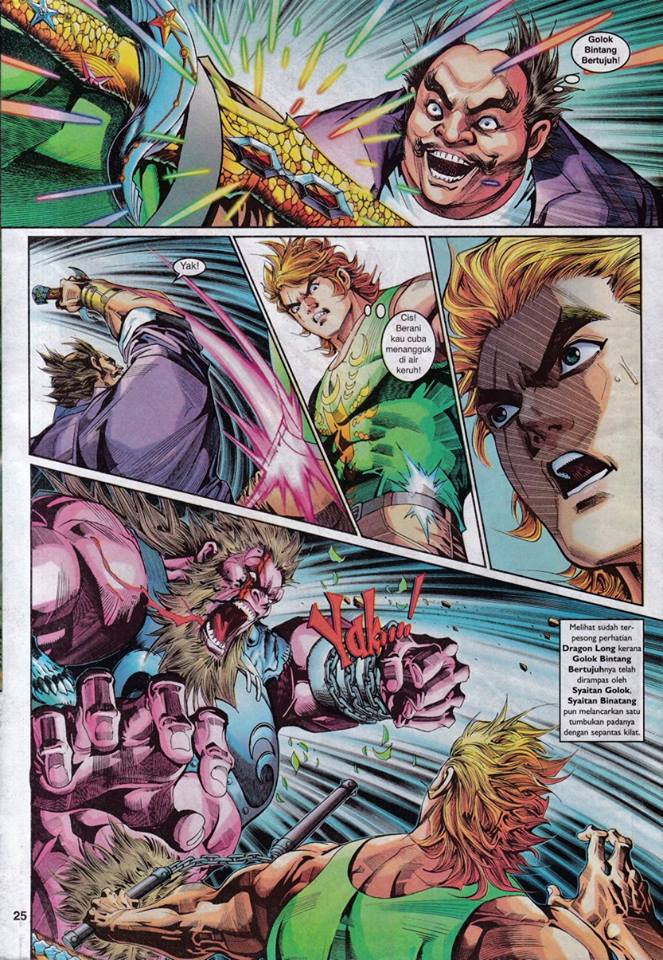 Golok
Bintang
Bertujuh!
Yak!
Cis!
Berani
kau cuba
menangguk
di air
keruh!
Yakiii!
Melihat sudah ter-
pesong perhatian
Dragon Long kerana
Golok Bintang
Bertujuhnya telah
dirampas oleh
Syaitan Golok,
Syaitan Binatang
pun melancarkan satu
tumbukan padanya
dengan sepantas kilat.
25